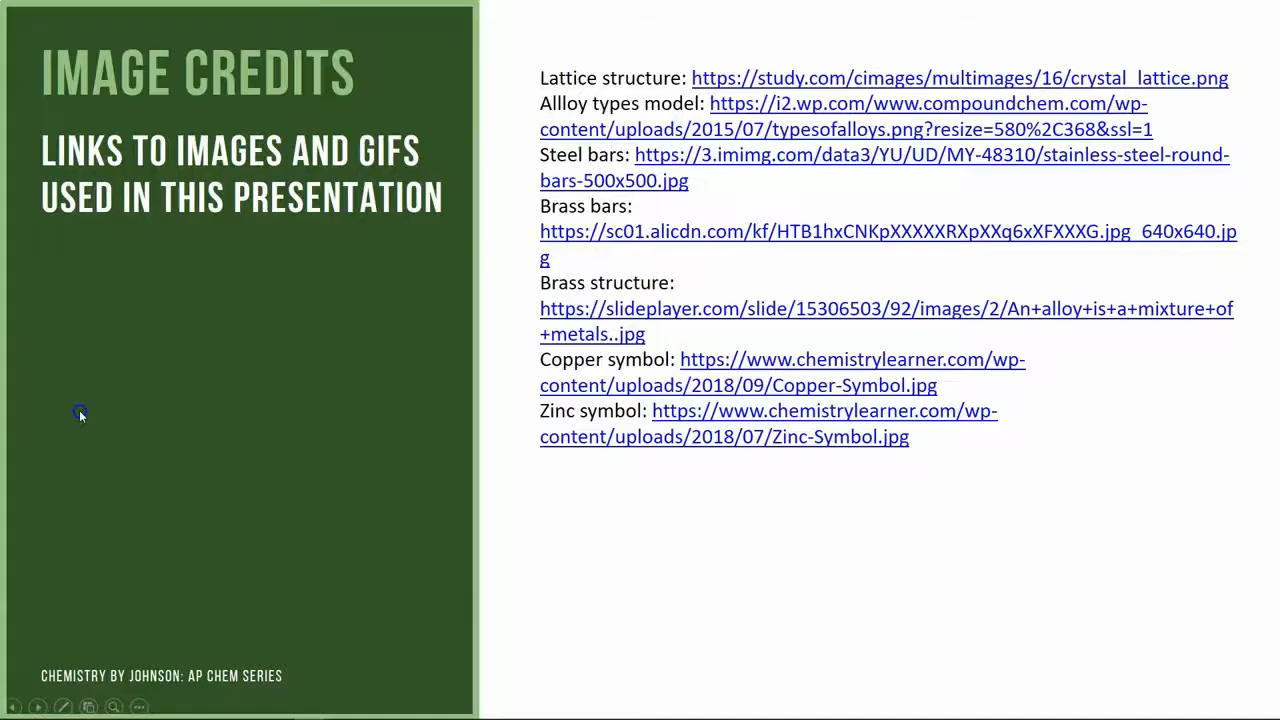 IMAGE CREDITS
LINKS TO IMAGES AND GIFS
USED IN THIS PRESENTATION
CHEMISTRY BY JOHNSON: AP CHEM SERIES
Lattice structure: https://study.com/cimages/multimages/16/crystal_lattice.png
Allloy types model: https://i2.wp.com/www.compoundchem.com/wp-
content/uploads/2015/07/typesofalloys.png?resize=580%2C368&ssl=1
Steel bars: https://3.imimg.com/data3/YU/UD/MY-48310/stainless-steel-round-
bars-500x500.jpg
Brass bars:
https://sc01.alicdn.com/kf/HTB1hxCNKpXXXXXRXpXXq6xXFXXXG.jpg_640x640.jp
g
Brass structure:
https://slideplayer.com/slide/15306503/92/images/2/An+alloy+is+a+mixture+of
+metals..jpg
Copper symbol: https://www.chemistrylearner.com/wp-
content/uploads/2018/09/Copper-Symbol.jpg
Zinc symbol: https://www.chemistrylearner.com/wp-
content/uploads/2018/07/Zinc-Symbol.jpg